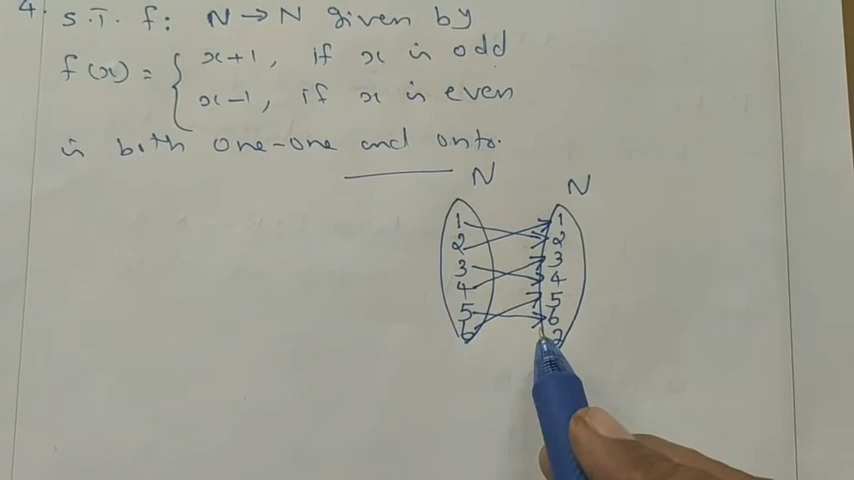 4. S.T. f: N → N given by
f(x) = { x+1, if x is odd
x-1, if x is even
is both one-one and onto.
N N
1 1
2 2
3 3
4 4
5 5
6 6